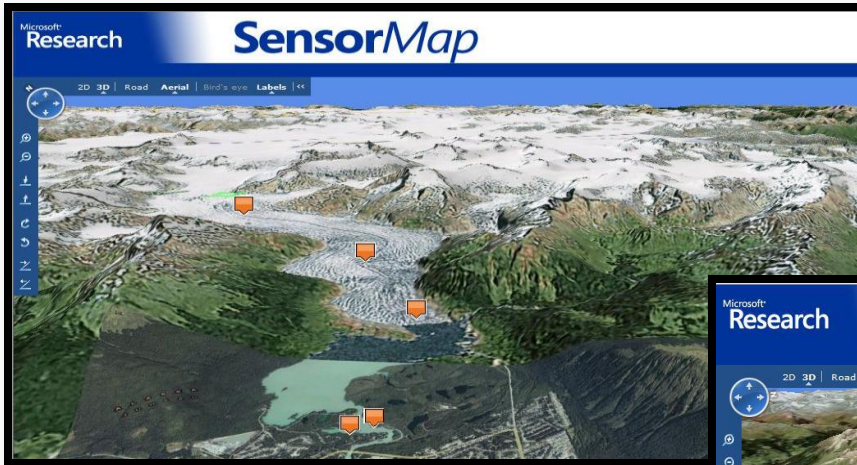 Microsoft®
Research
SensorMap
2D 3D | Road Aerial | Bird's eye Labels | <<
Microsoft®
Research
2D 3D | Road